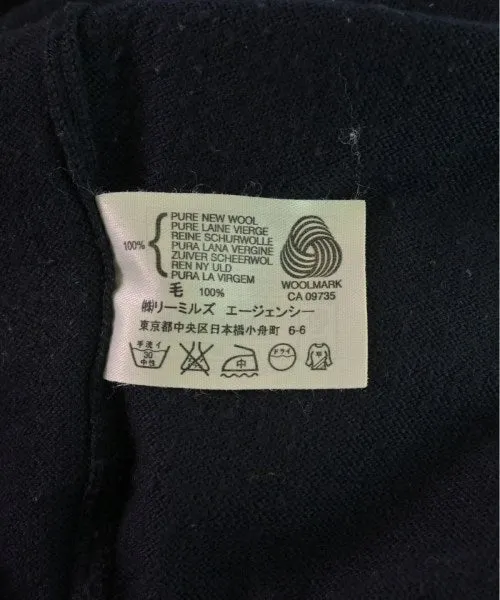 100%
PURE NEW WOOL
PURE LAINE VIERGE
REINE SCHURWOLLE
PURA LANA VERGINE
ZUIVER SCHEERWOL
REN NY ULD
PURA LA VIRGEM
毛 100%
WOOLMARK
CA 09735
㈱リーミルズ エージェンシー
東京都中央区日本橋小舟町 6-6
手洗イ
30
中性
中
ドライ